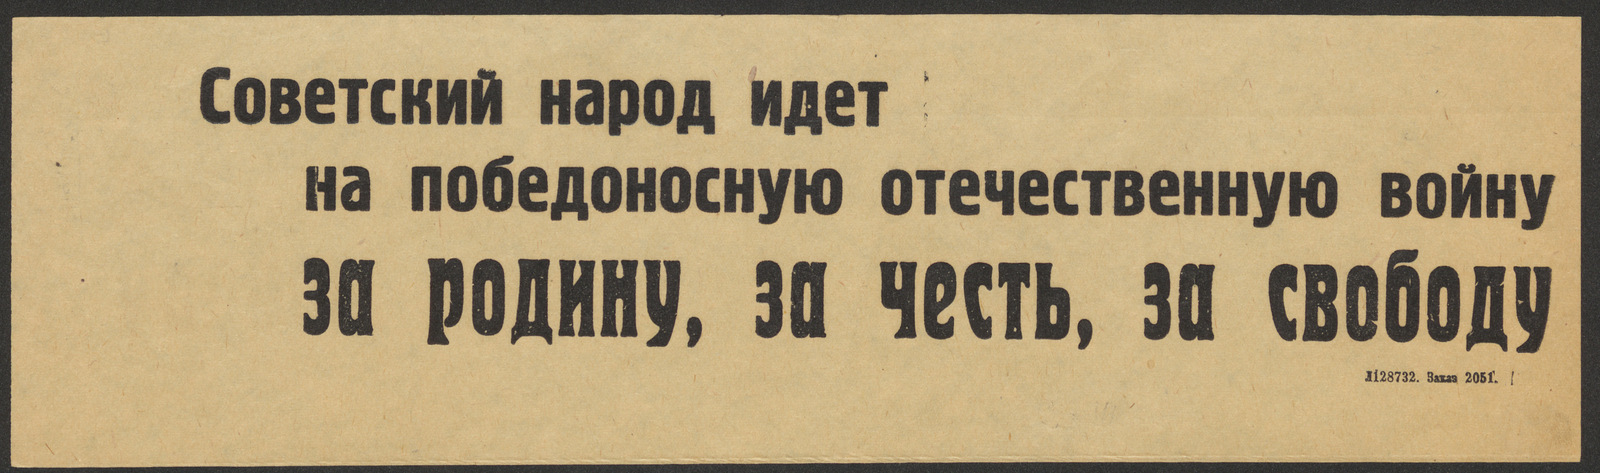 Советский народ идет
на победоносную отечественную войну
за родину, за честь, за свободу
Л128732. Заказ 2051.